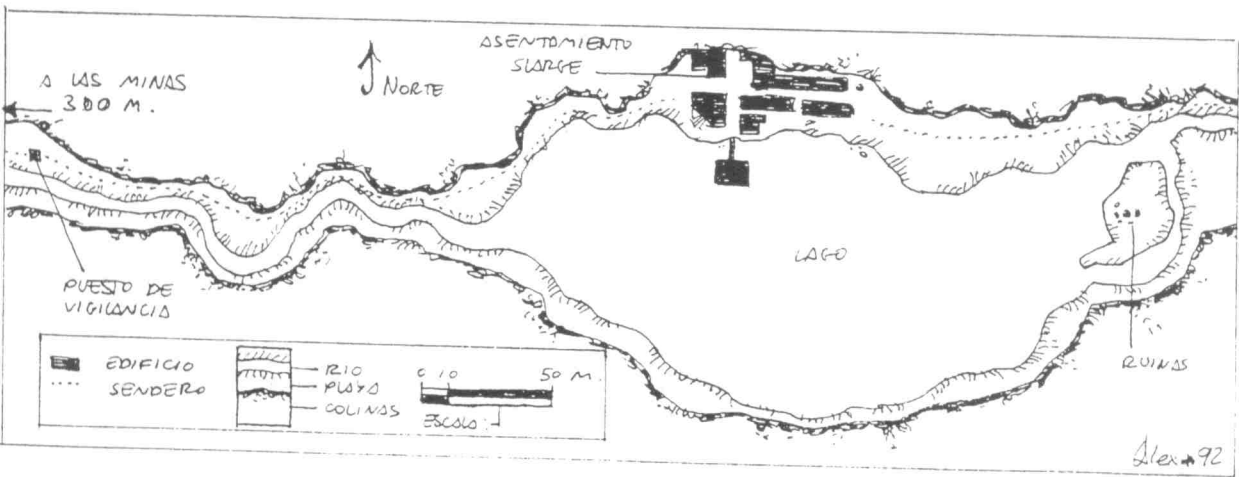 A LAS MINAS
300 M.
NORTE
ASENTAMIENTO
SLARGE
LAGO
PUESTO DE
VIGILANCIA
RUINAS
EDIFICIO
SENDERO
RIO
PLAYA
COLINAS
0 10 50 M.
ESCALA
Alex 92